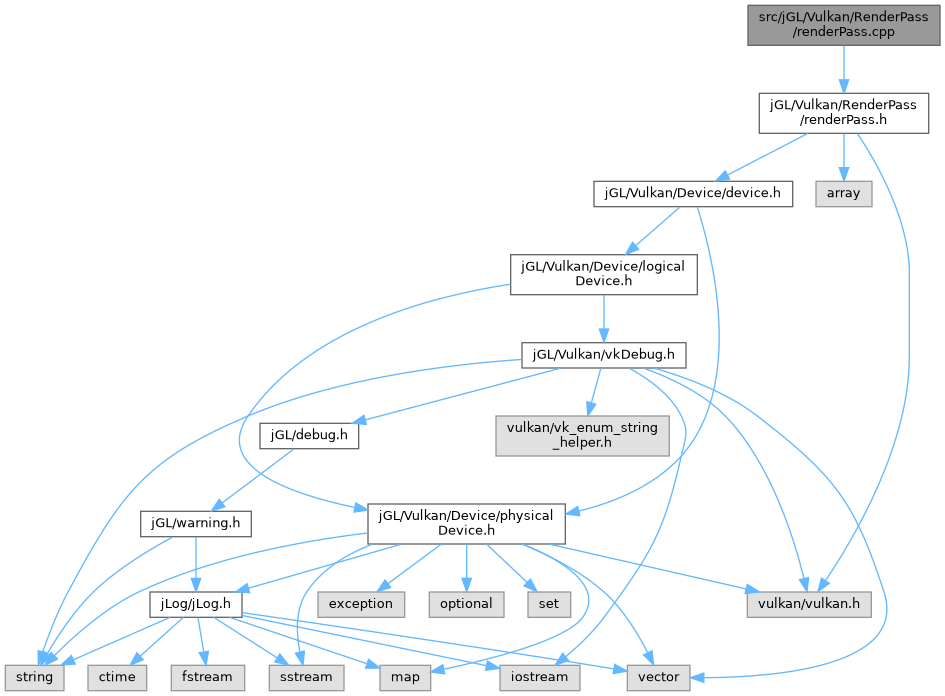 src/jGL/Vulkan/RenderPass
/renderPass.cpp
jGL/Vulkan/RenderPass
/renderPass.h
jGL/Vulkan/Device/device.h
array
jGL/Vulkan/Device/logical
Device.h
jGL/Vulkan/vkDebug.h
jGL/debug.h
vulkan/vk_enum_string
_helper.h
jGL/warning.h
jGL/Vulkan/Device/physical
Device.h
jLog/jLog.h
exception
optional
set
vulkan/vulkan.h
string
ctime
fstream
sstream
map
iostream
vector